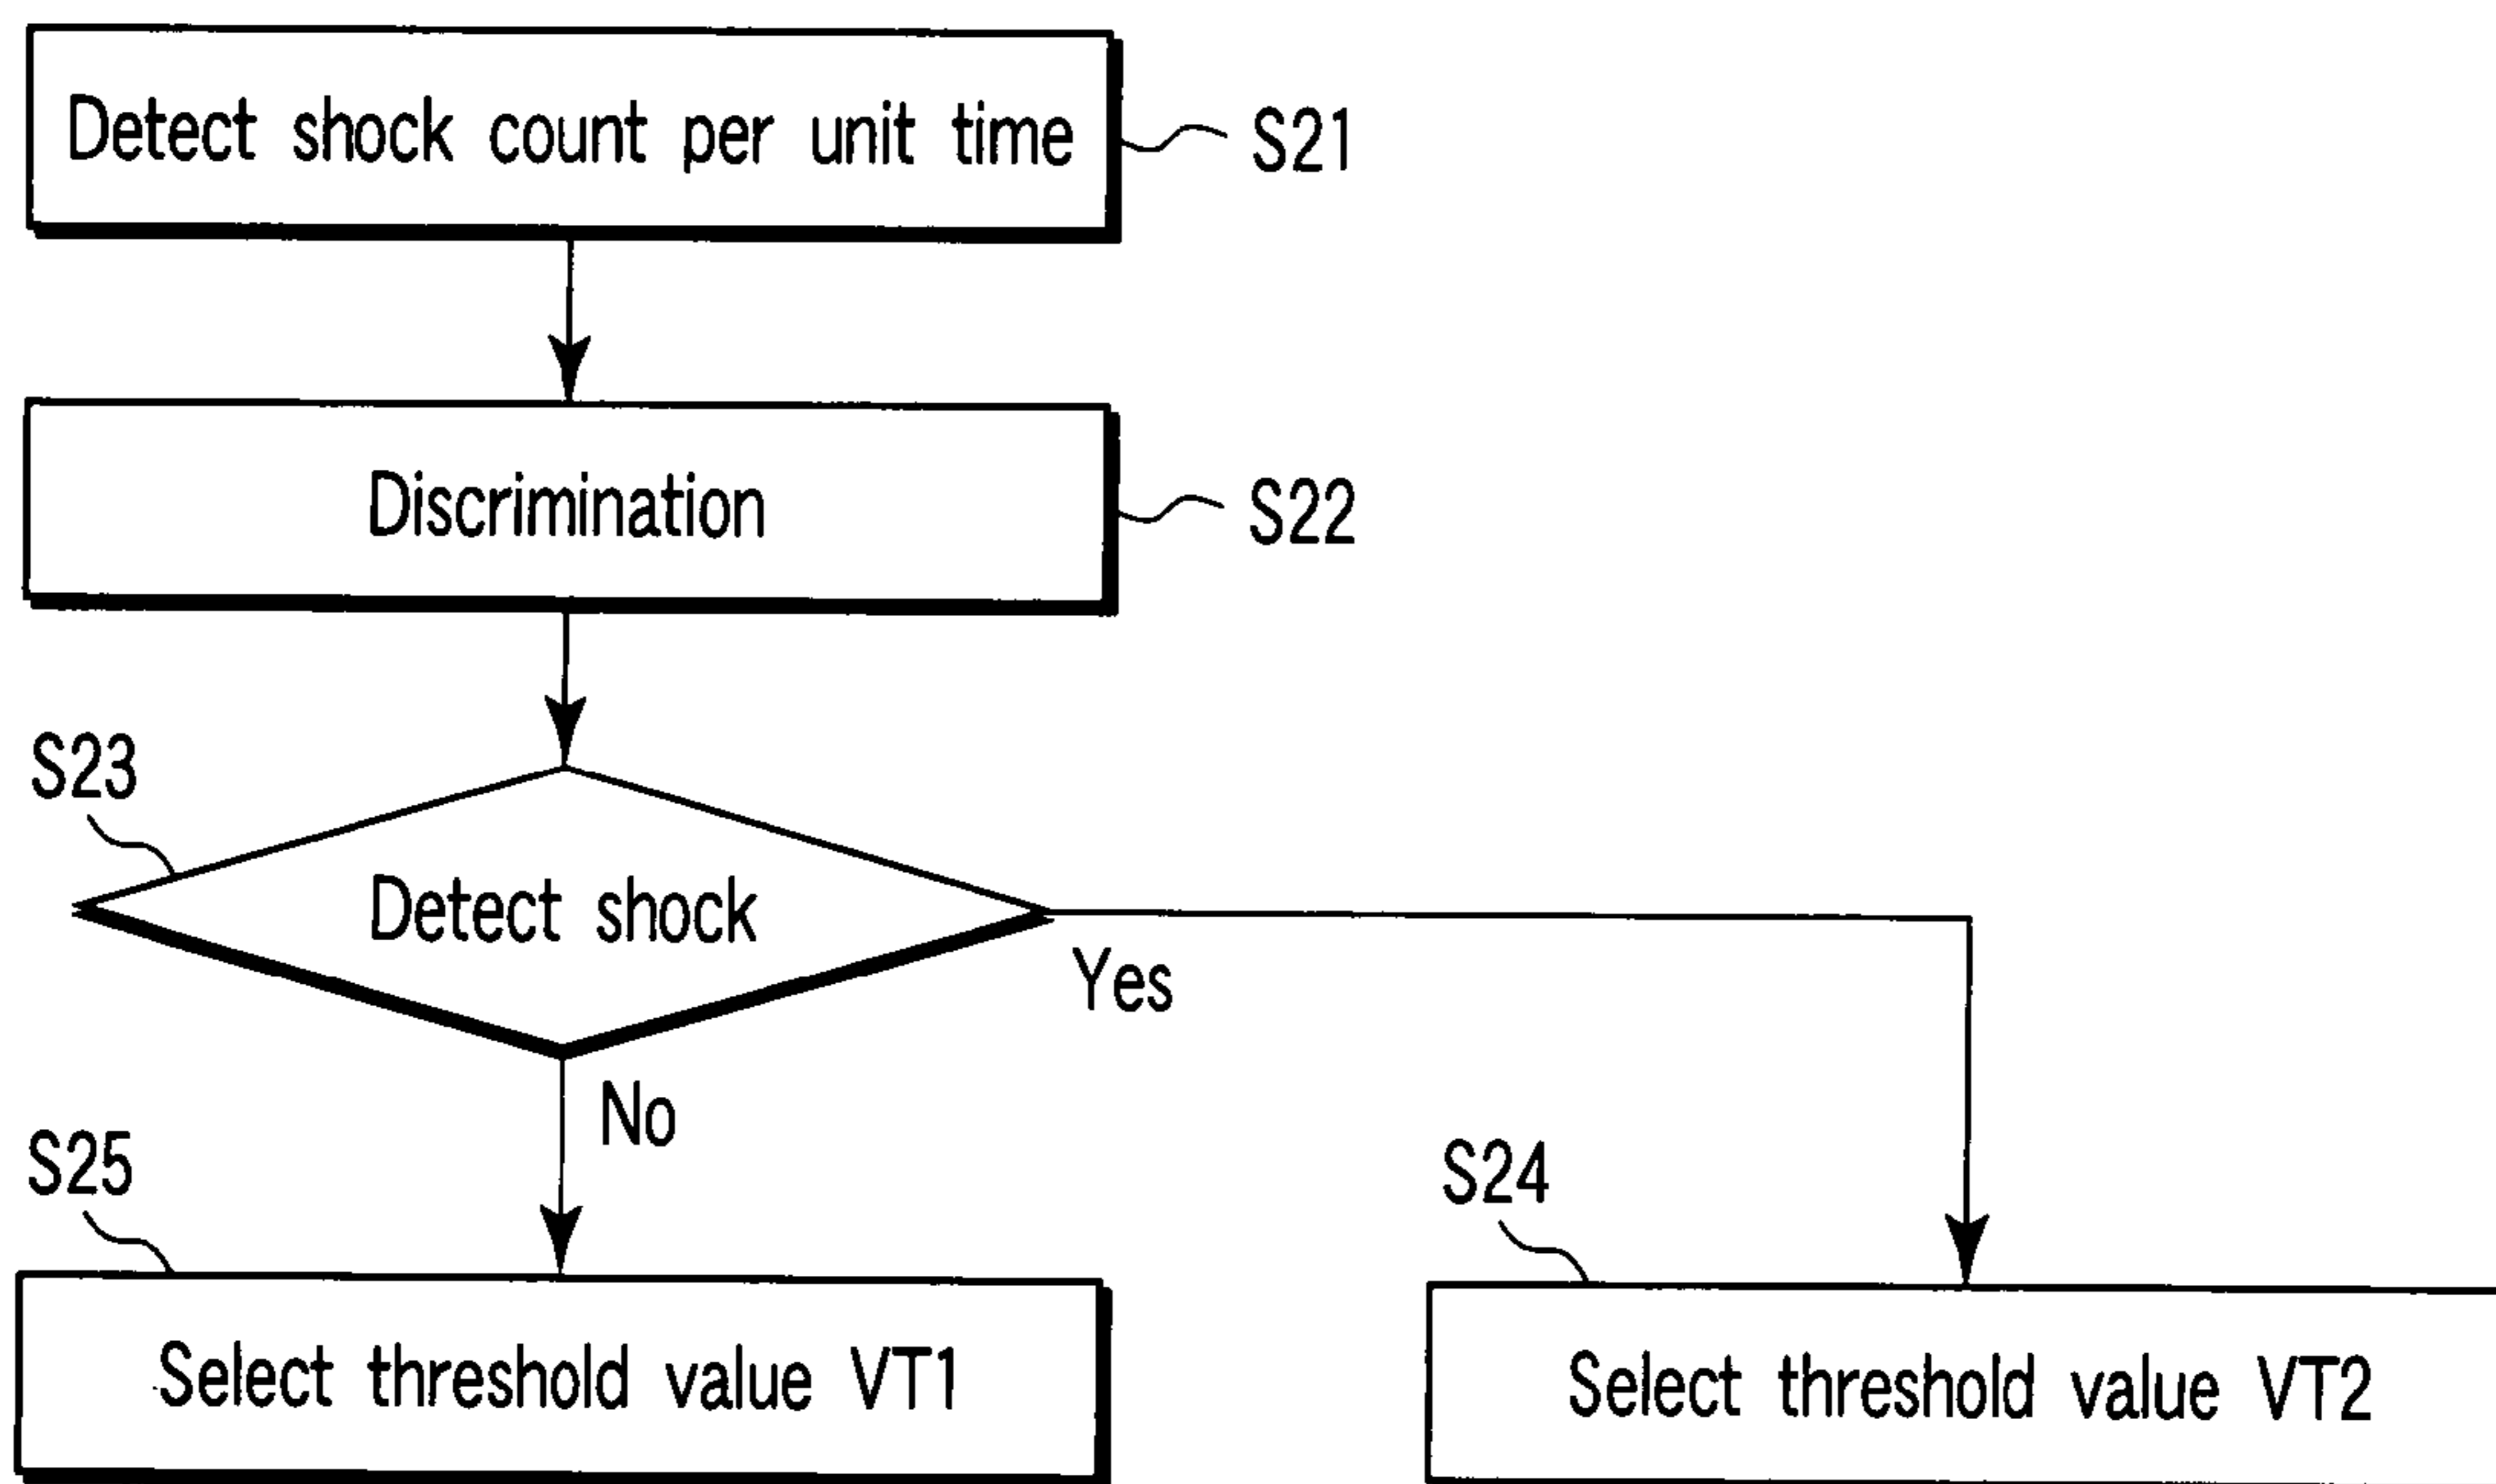 Detect shock count per unit time
S21
Discrimination
S22
S23
Detect shock
Yes
No
S25
S24
Select threshold value VT1
Select threshold value VT2